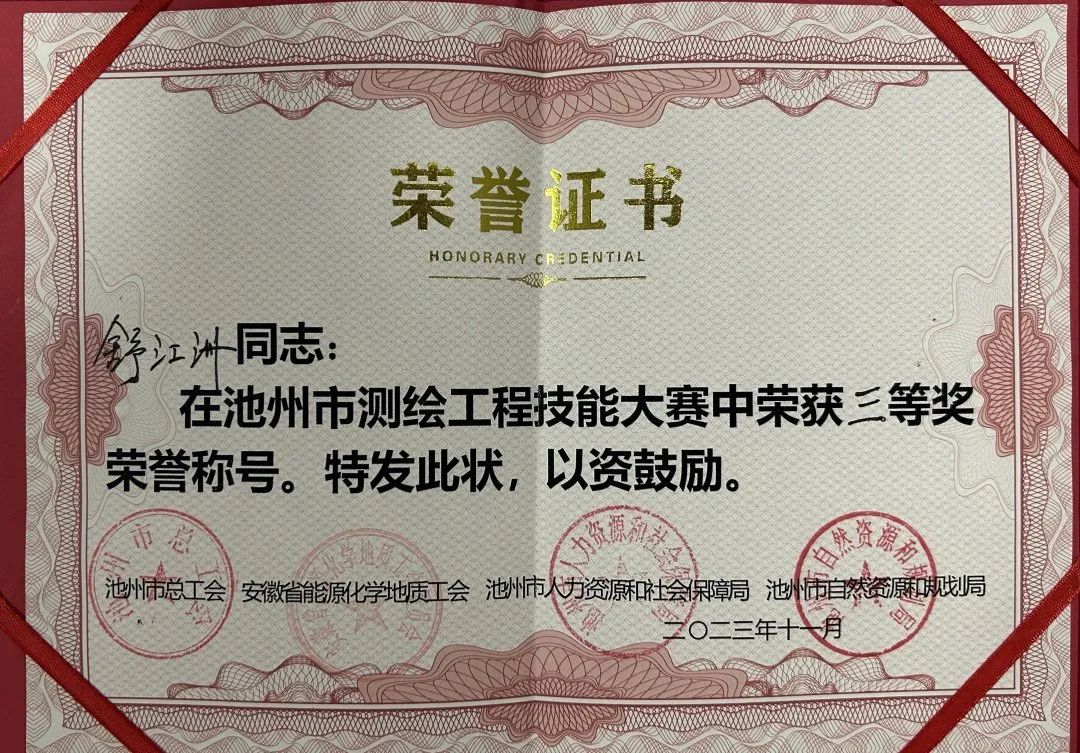 荣誉证书
HONORARY CREDENTIAL
舒江洲同志：
在池州市测绘工程技能大赛中荣获三等奖
荣誉称号。特发此状，以资鼓励。
池州市总工会 安徽省能源化学地质工会 池州市人力资源和社会保障局 池州市自然资源和规划局
二〇二三年十一月